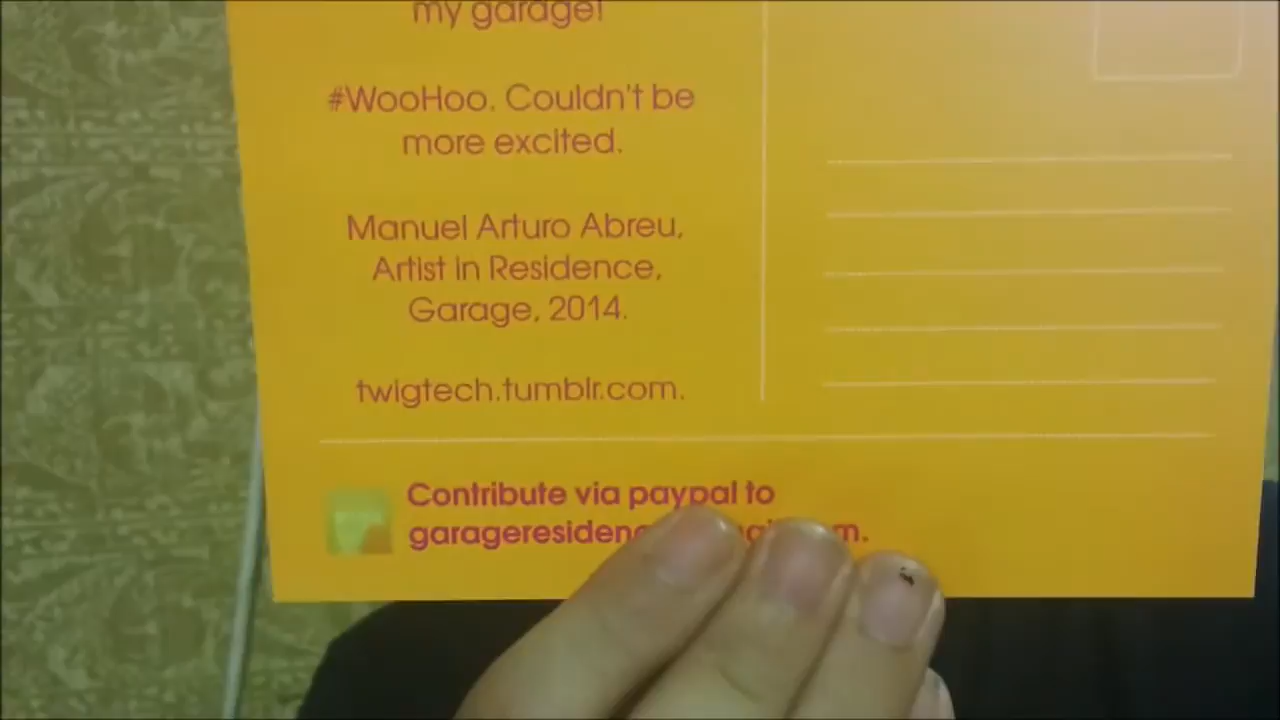 my garage!
#WooHoo. Couldn't be
more excited.
Manuel Arturo Abreu,
Artist in Residence,
Garage, 2014.
twigtech.tumblr.com.
Contribute via paypal to